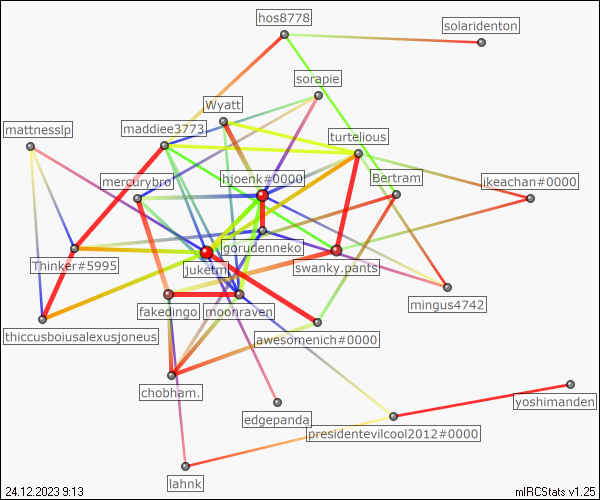 hos8778
solaridenton
sorapie
Wyatt
mattnesslp
maddiee3773
turtelious
mercurybro
hjoenk#0000
Bertram
ikeachan#0000
gorudenneko
Thinker#5995
juketm
swanky.pants
mingus4742
fakedingo
moonraven
thiccusboiusalexusjoneus
awesomenich#0000
chobham.
edgepanda
yoshimanden
presidentevilcool2012#0000
lahnk
24.12.2023 9:13
mIRCStats v1.25